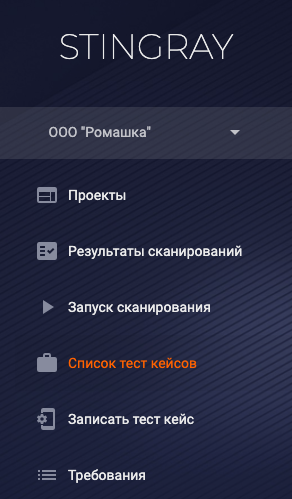 STINGRAY
ООО "Ромашка"
Проекты
Результаты сканирований
Запуск сканирования
Список тест кейсов
Записать тест кейс
Требования